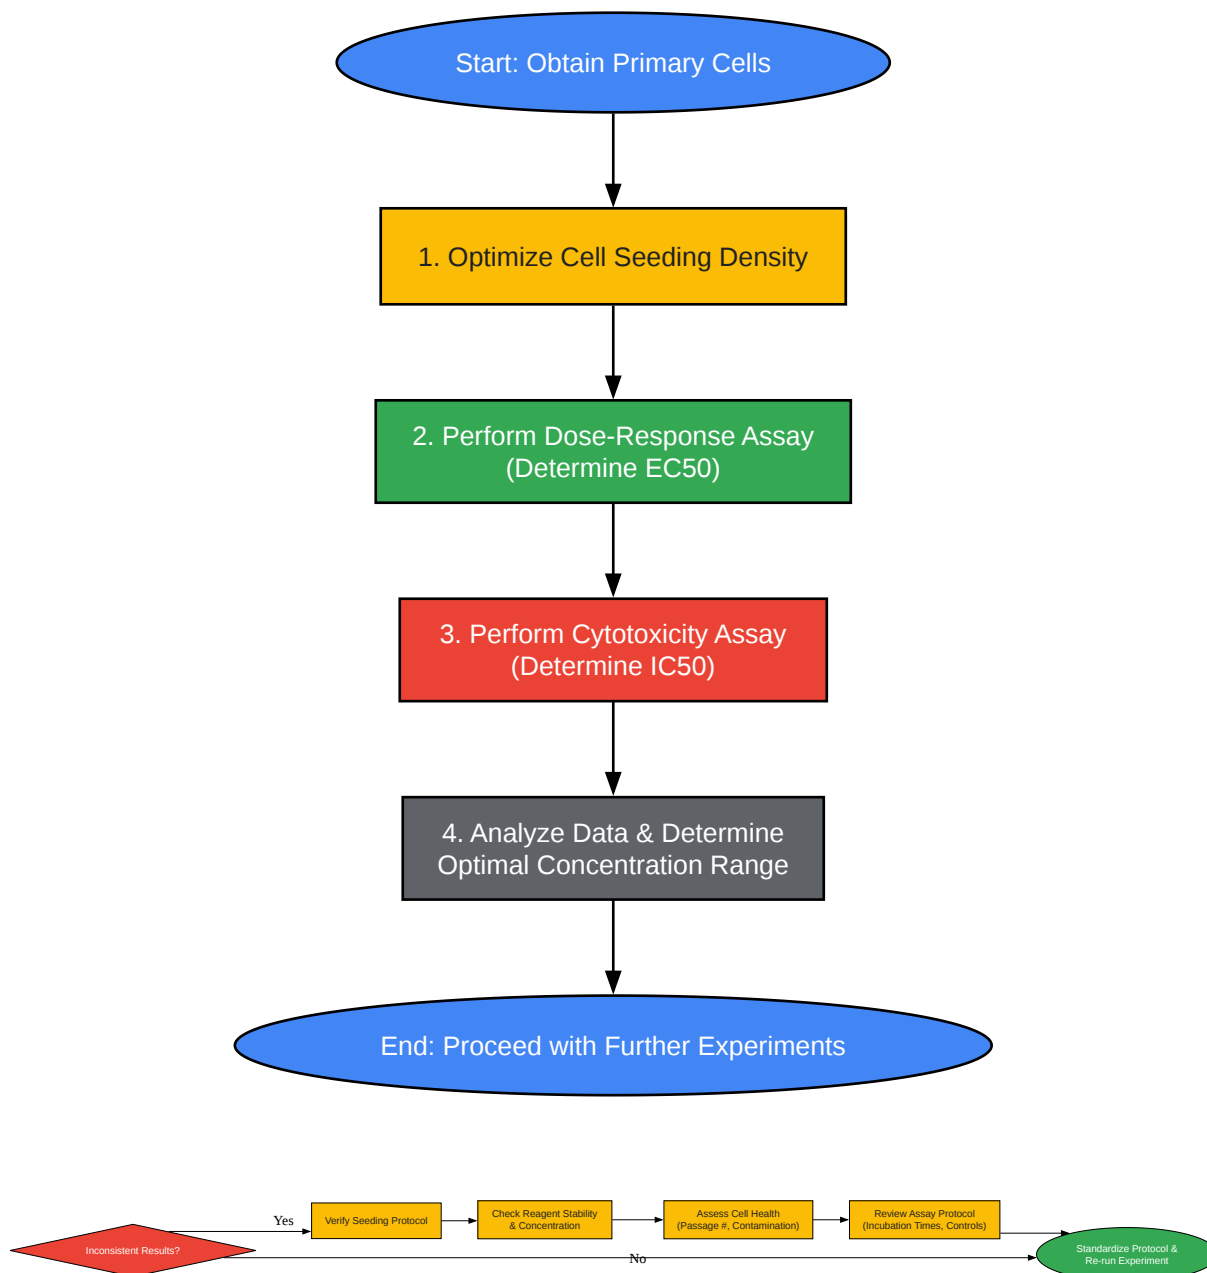 Start: Obtain Primary Cells
1. Optimize Cell Seeding Density
2. Perform Dose-Response Assay
(Determine EC50)
3. Perform Cytotoxicity Assay
(Determine IC50)
4. Analyze Data & Determine
Optimal Concentration Range
End: Proceed with Further Experiments
Inconsistent Results?
Yes
Verify Seeding Protocol
Check Reagent Stability
& Concentration
Assess Cell Health
(Passage #, Contamination)
Review Assay Protocol
(Incubation Times, Controls)
No
Standardize Protocol &
Re-run Experiment